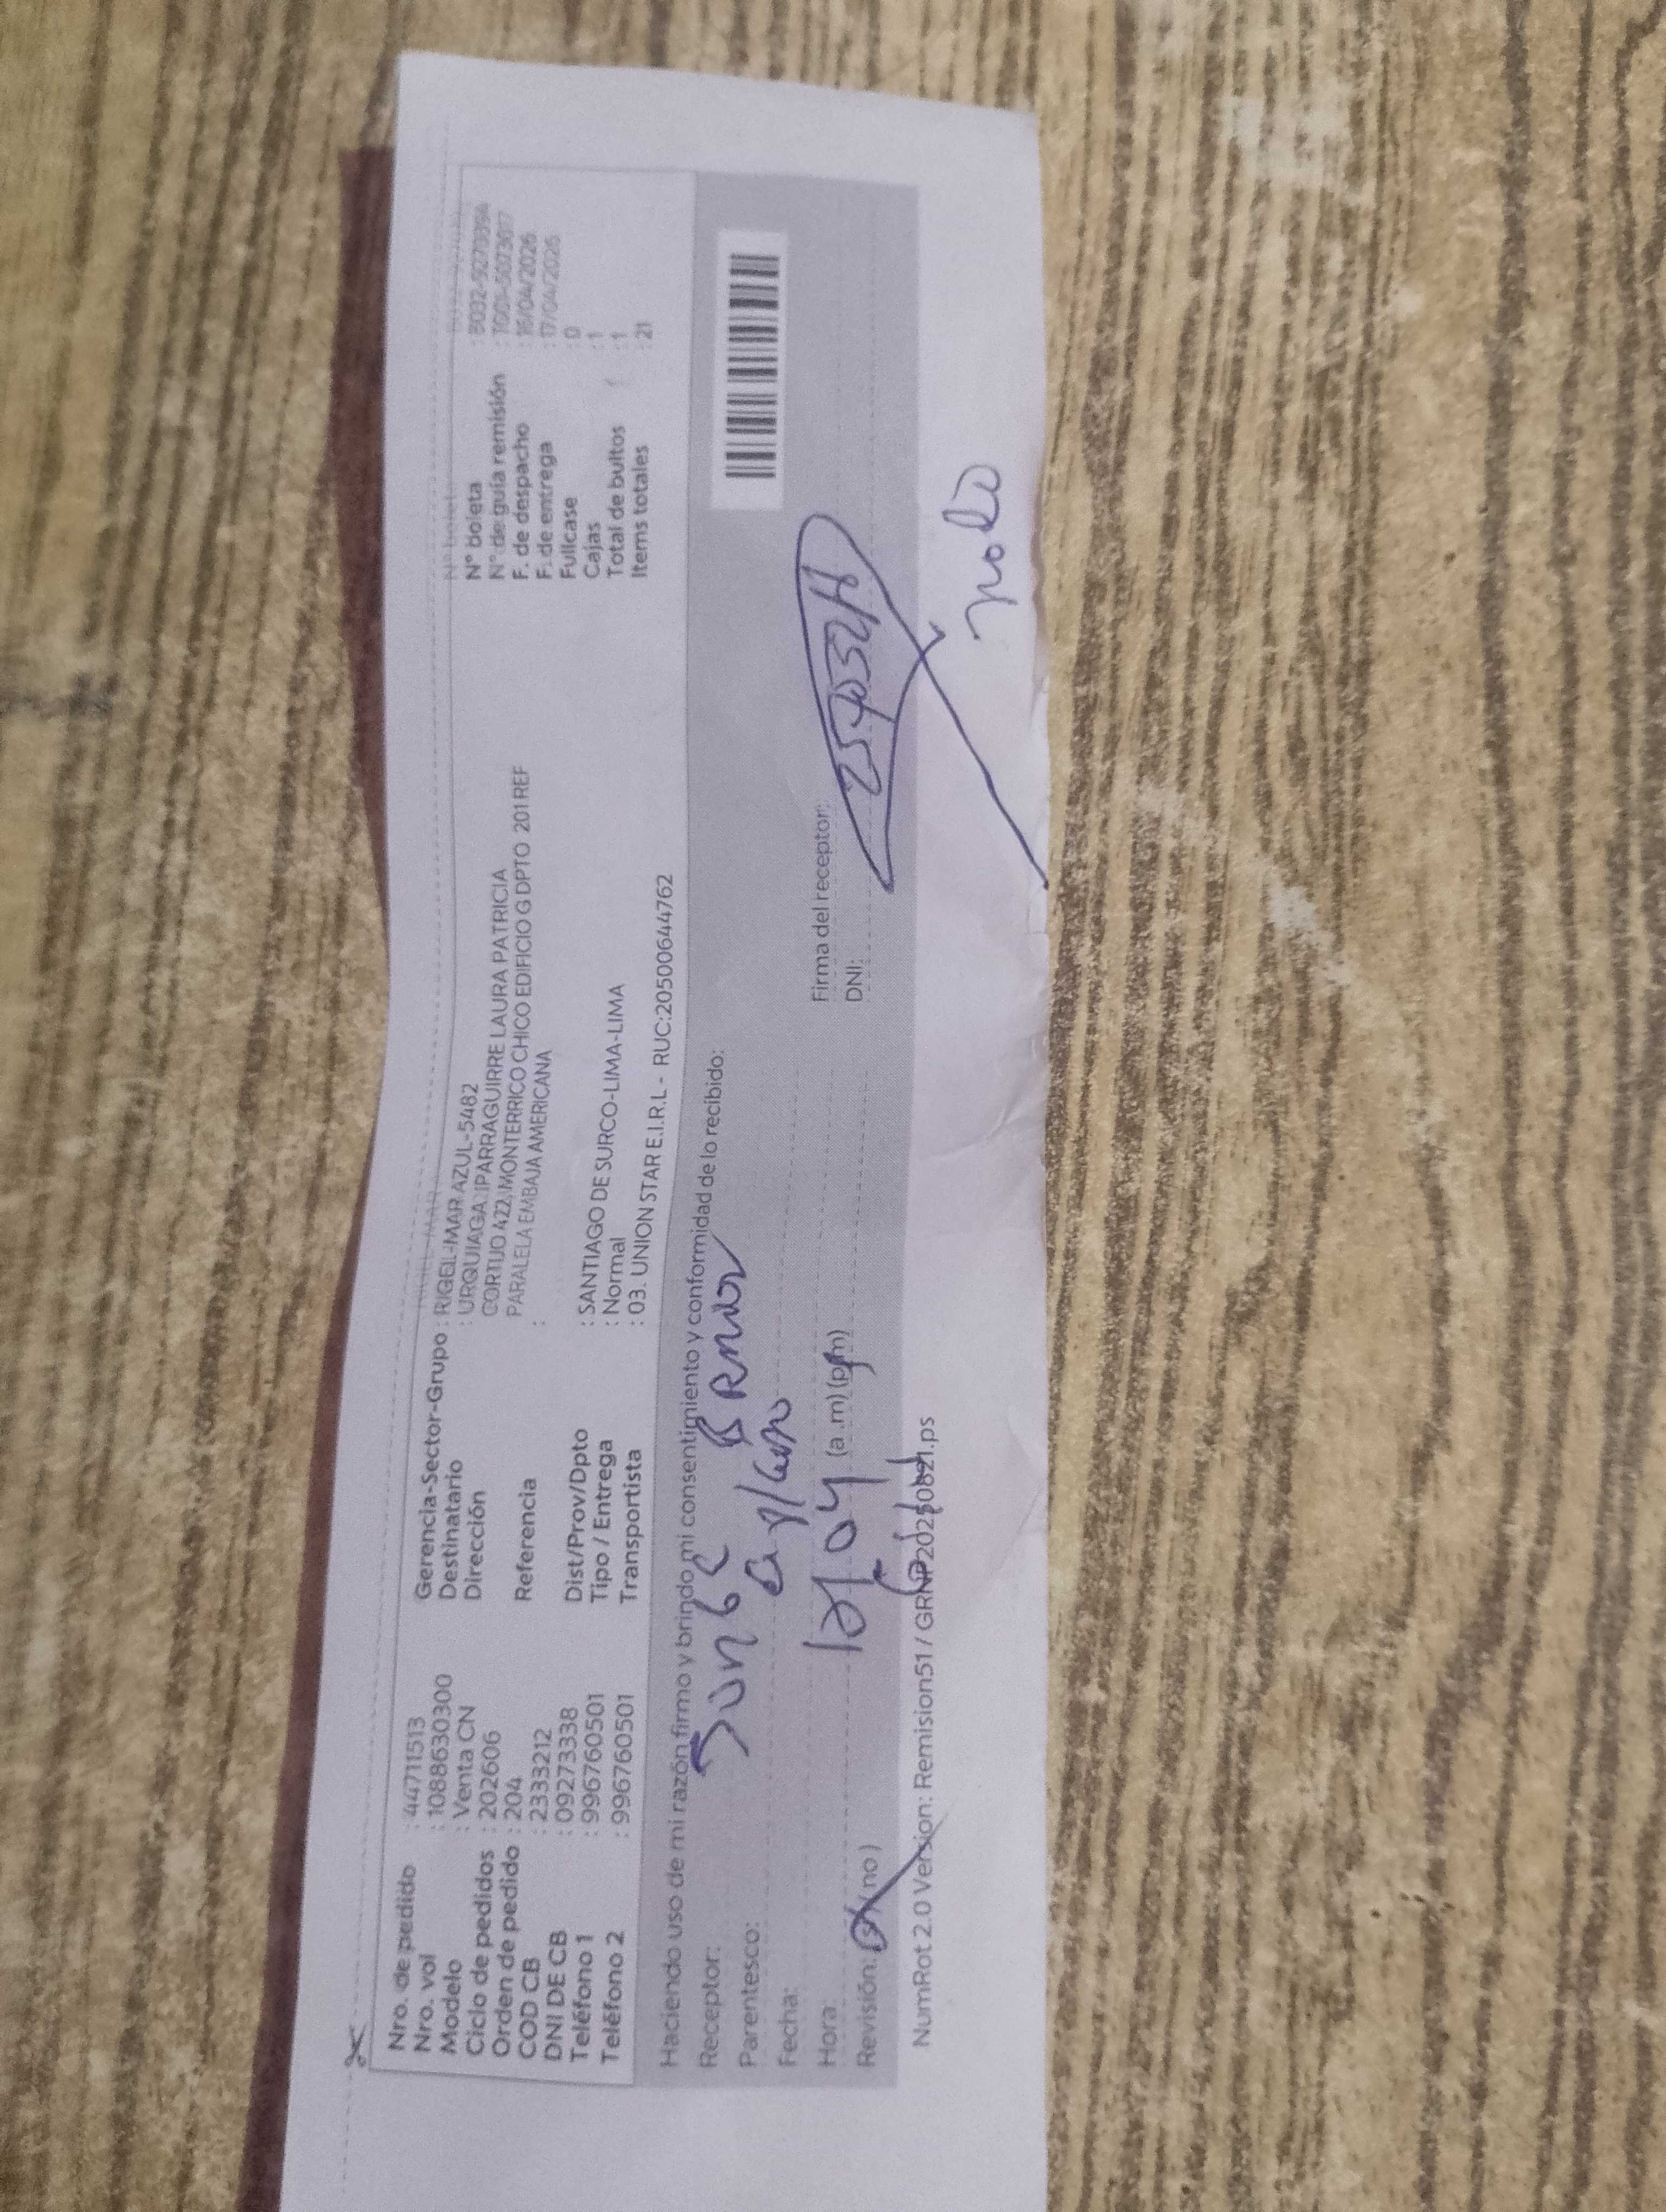 Nro. de pedido : 44711513
Nro. vol : 1088630300
Modelo : Venta CN
Ciclo de pedidos : 202606
Orden de pedido : 204
COD CB : 2333212
DNI DE CB : 09273338
Teléfono 1 : 996760501
Teléfono 2 : 996760501
Gerencia-Sector-Grupo : RIGEL-MAR AZUL-5482
Destinatario : URQUIAGA IPARRAGUIRRE LAURA PATRICIA
Dirección CORTIJO 422 MONTERRICO CHICO EDIFICIO G DPTO 201 REF
PARALELA EMBAJA AMERICANA
Referencia :
Dist/Prov/Dpto : SANTIAGO DE SURCO-LIMA-LIMA
Tipo / Entrega : Normal
Transportista : 03. UNION STAR E.I.R.L - RUC:20500644762
N° boleta
N° boleta
N° de guía remisión
F. de despacho : 16/04/2026
F. de entrega : 17/04/2026
Fullcase : 0
Cajas : 1
Total de bultos : 1
Items totales : 21
Haciendo uso de mi razón firmo y brindo mi consentimiento y conformidad de lo recibido:
Receptor:
Parentesco:
Fecha:
Hora: (a.m) (pm)
Revisión: (no)
Firma del receptor:
DNI:
NumRot 2.0 Version: Remision51 / GRNP20250821.ps